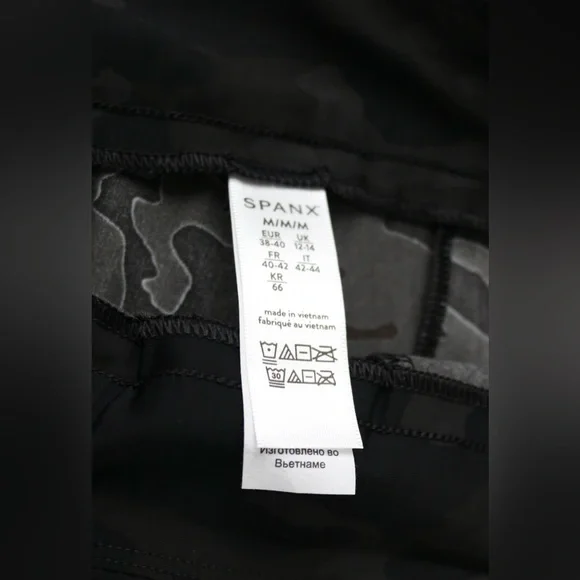 SPANX
M/M/M
EUR UK
38-40 12-14
FR IT
40-42 42-44
KR
66
made in vietnam
fabriqué au vietnam
30
Изготовлено во
Вьетнаме